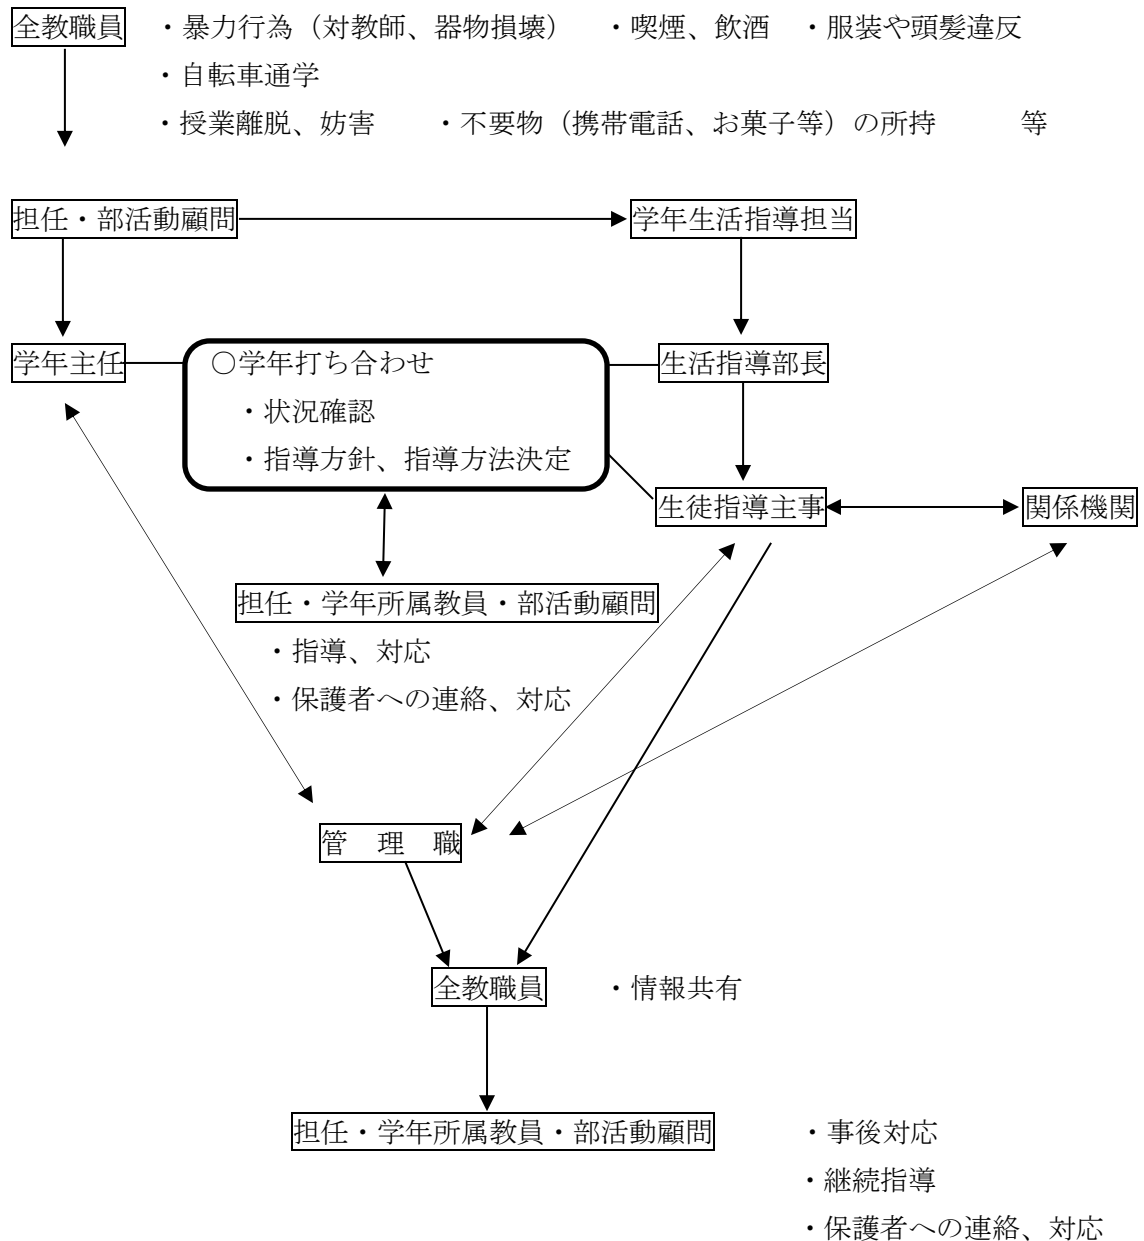 全教職員　・暴力行為（対教師、器物損壊）　・喫煙、飲酒　・服装や頭髪違反
・自転車通学
・授業離脱、妨害　　・不要物（携帯電話、お菓子等）の所持　　　等
担任・部活動顧問　学年生活指導担当
学年主任　〇学年打ち合わせ　生活指導部長
・状況確認
・指導方針、指導方法決定
生徒指導主事　関係機関
担任・学年所属教員・部活動顧問
・指導、対応
・保護者への連絡、対応
管　理　職
全教職員　・情報共有
担任・学年所属教員・部活動顧問　・事後対応
・継続指導
・保護者への連絡、対応